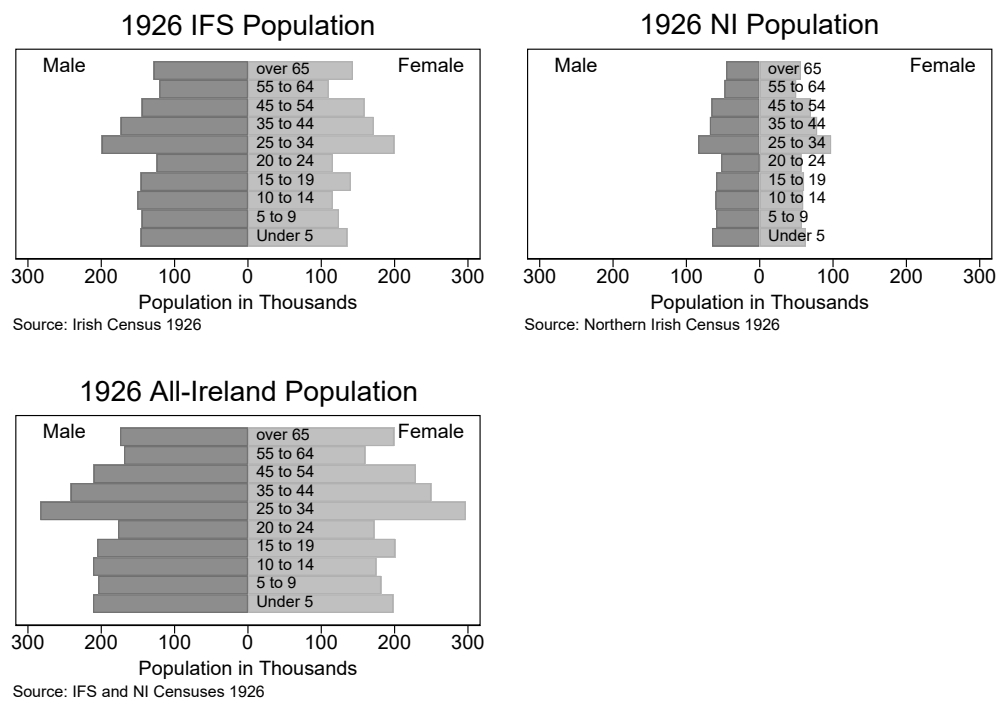 1926 IFS Population
Male
Female
over 65
55 to 64
45 to 54
35 to 44
25 to 34
20 to 24
15 to 19
10 to 14
5 to 9
Under 5
300 200 100 0 100 200 300
Population in Thousands
Source: Irish Census 1926
1926 NI Population
Male
Female
over 65
55 to 64
45 to 54
35 to 44
25 to 34
20 to 24
15 to 19
10 to 14
5 to 9
Under 5
300 200 100 0 100 200 300
Population in Thousands
Source: Northern Irish Census 1926
1926 All-Ireland Population
Male
Female
over 65
55 to 64
45 to 54
35 to 44
25 to 34
20 to 24
15 to 19
10 to 14
5 to 9
Under 5
300 200 100 0 100 200 300
Population in Thousands
Source: IFS and NI Censuses 1926